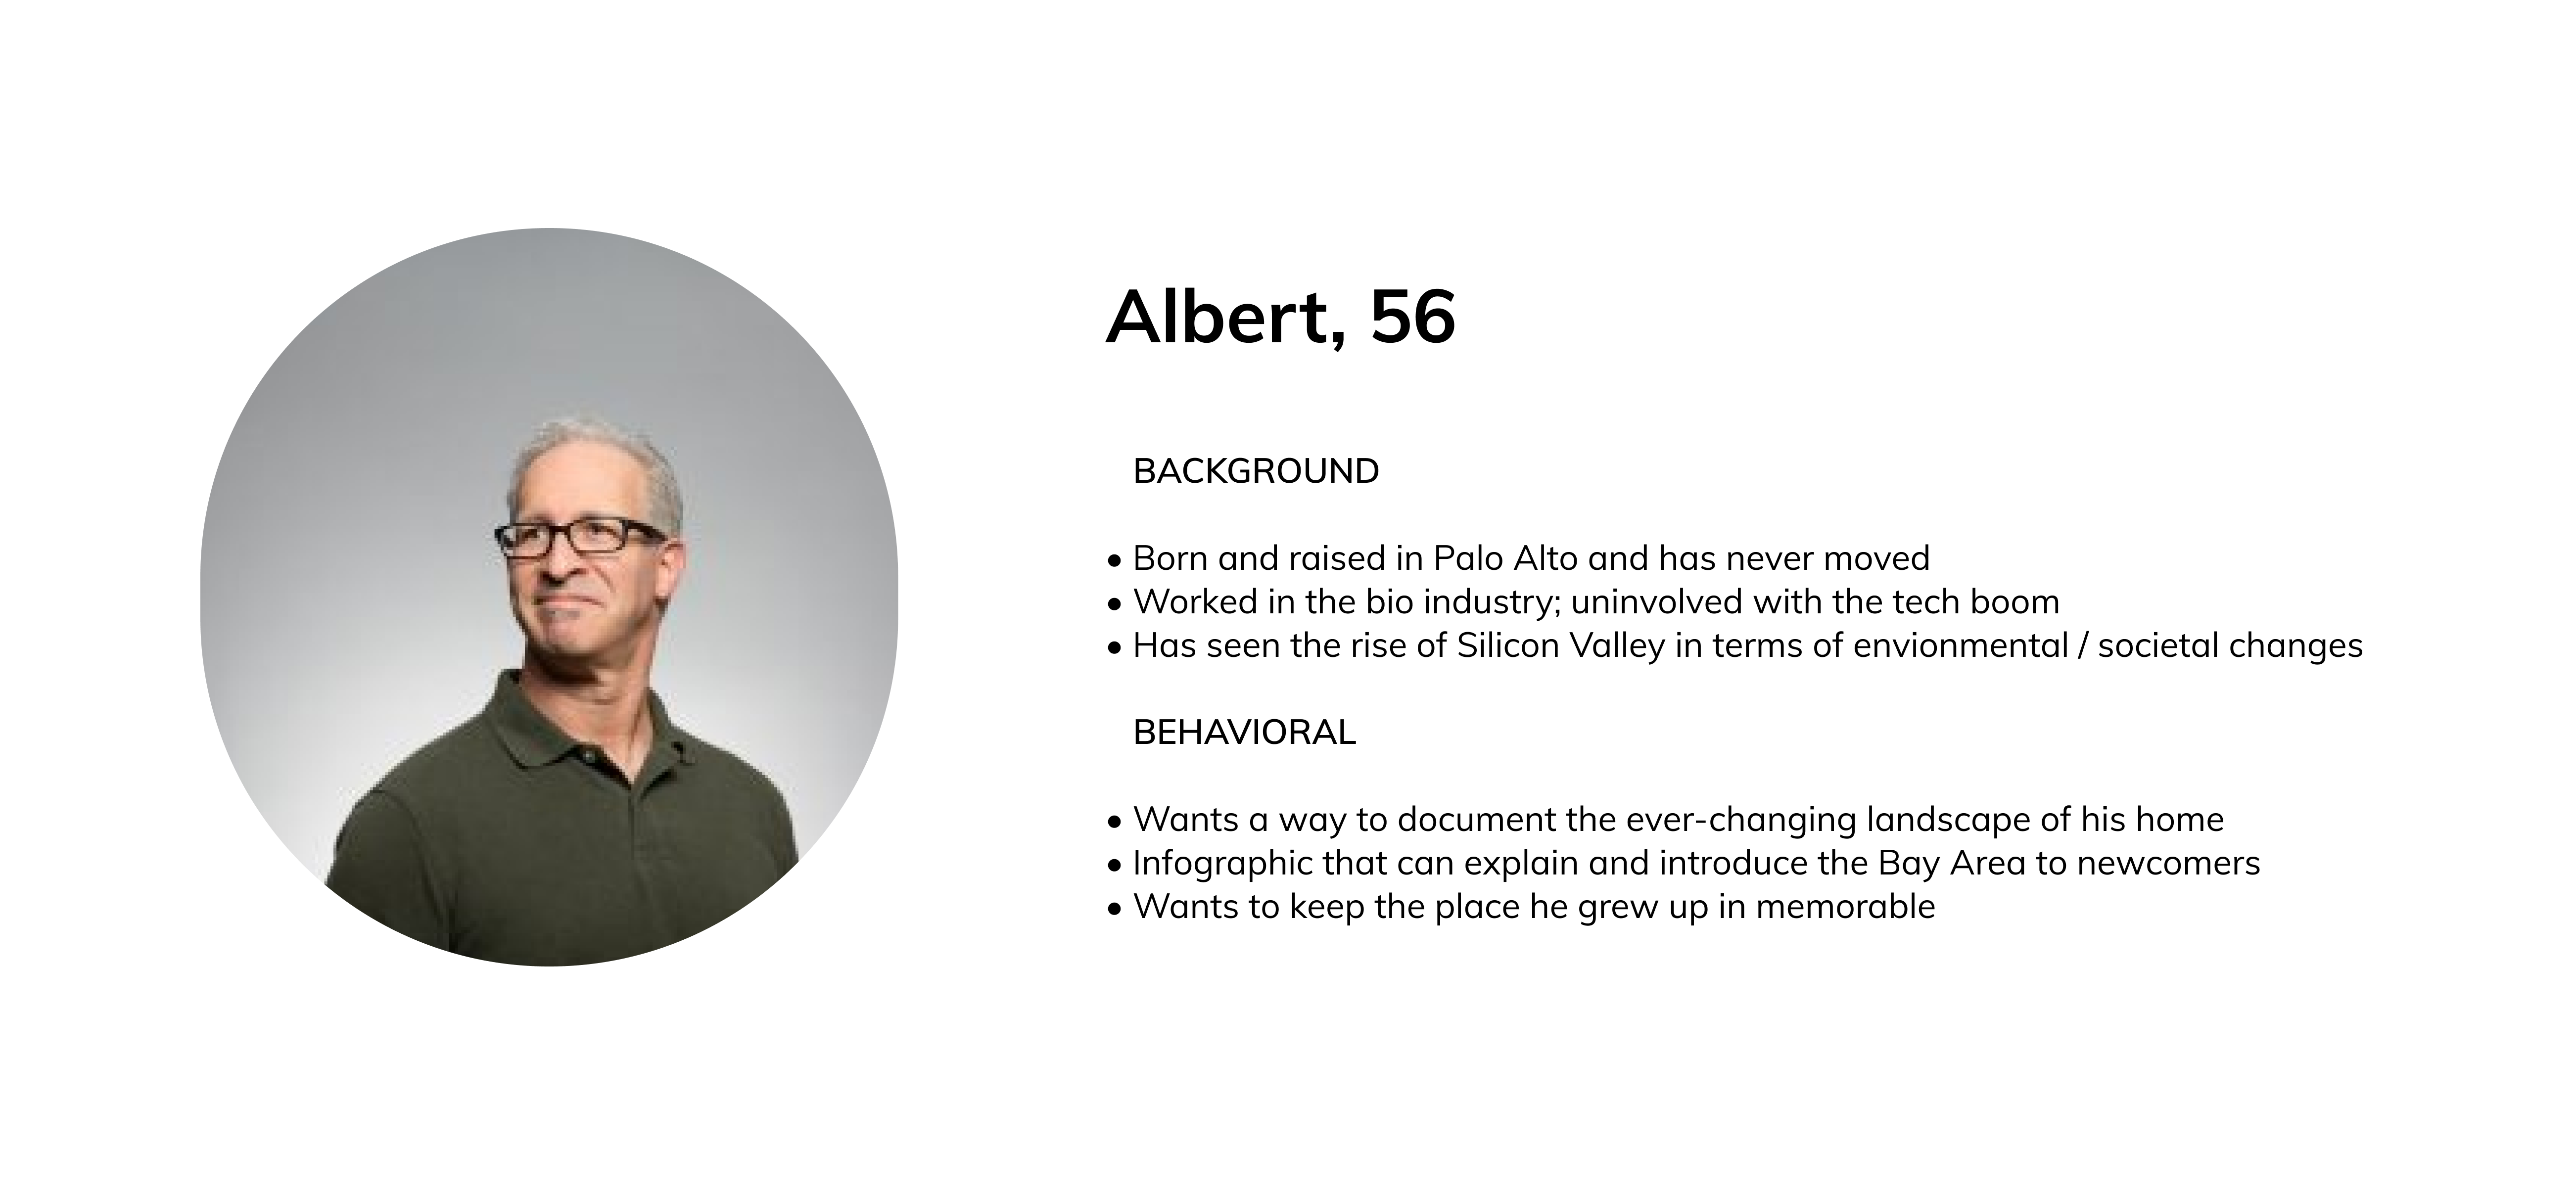 Albert, 56
BACKGROUND
• Born and raised in Palo Alto and has never moved
• Worked in the bio industry; uninvolved with the tech boom
• Has seen the rise of Silicon Valley in terms of envionmental / societal changes
BEHAVIORAL
• Wants a way to document the ever-changing landscape of his home
• Infographic that can explain and introduce the Bay Area to newcomers
• Wants to keep the place he grew up in memorable